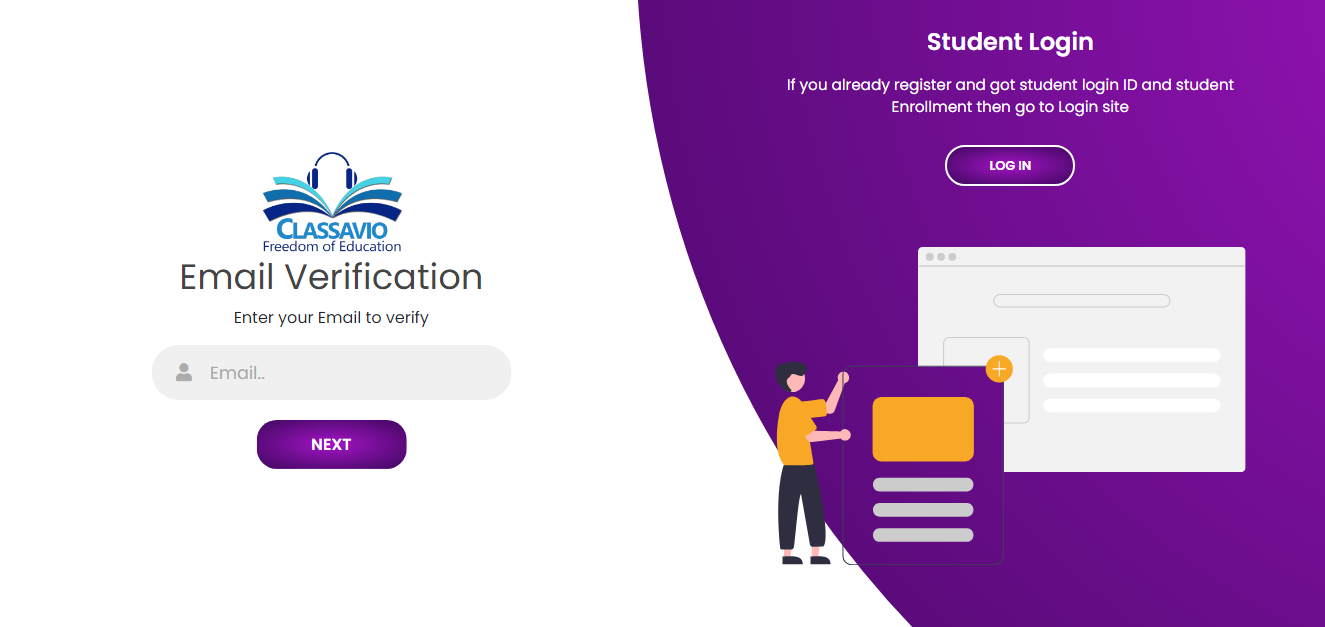 CLASSAVIO
Freedom of Education
Email Verification
Enter your Email to verify
Email..
NEXT
Student Login
If you already register and got student login ID and student
Enrollment then go to Login site
LOG IN